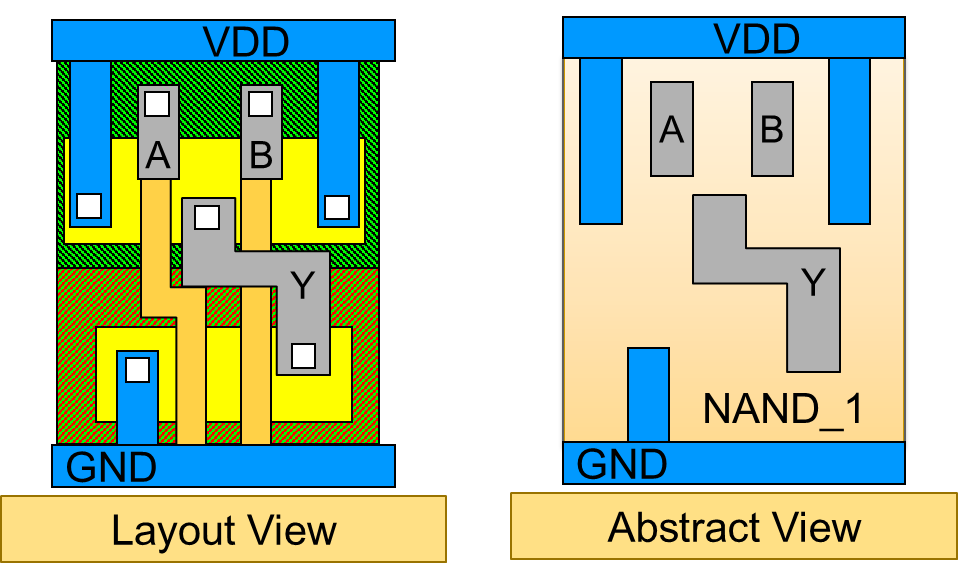 VDD
A
B
Y
GND
Layout View
VDD
A
B
Y
NAND_1
GND
Abstract View